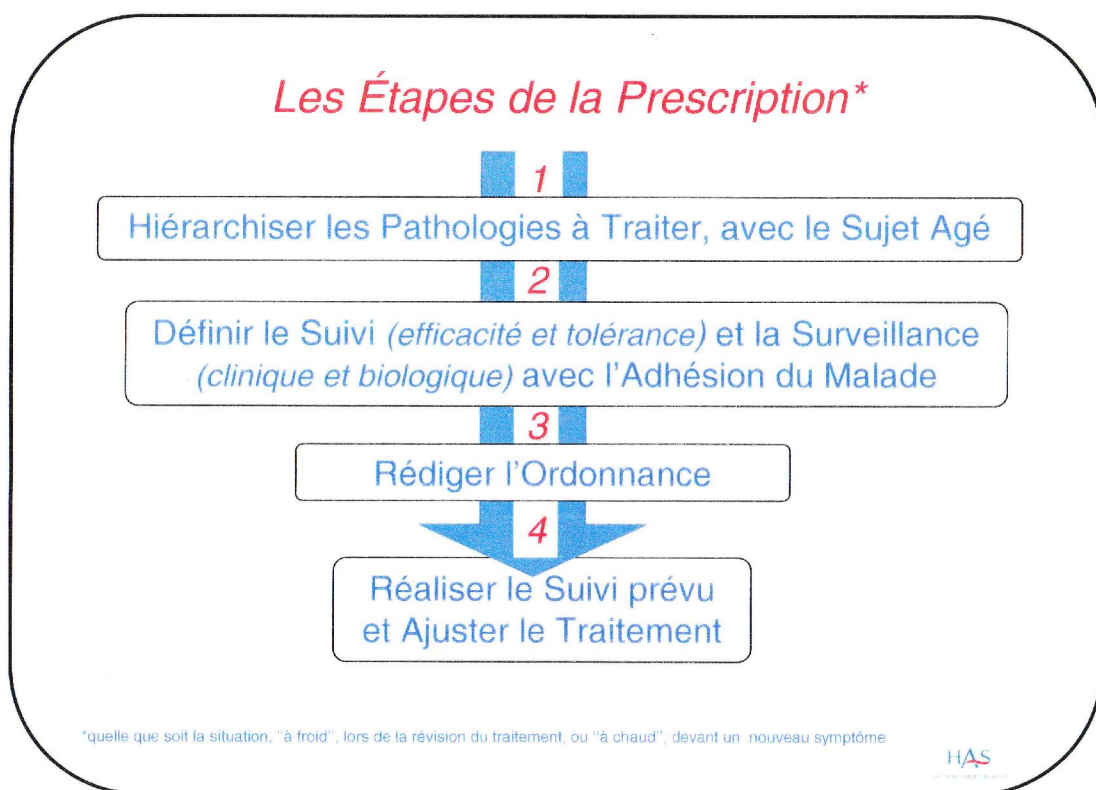 Les Étapes de la Prescription*
1
Hiérarchiser les Pathologies à Traiter, avec le Sujet Agé
2
Définir le Suivi (efficacité et tolérance) et la Surveillance
(clinique et biologique) avec l'Adhésion du Malade
3
Rédiger l'Ordonnance
4
Réaliser le Suivi prévu
et Ajuster le Traitement
*quelle que soit la situation, "à froid", lors de la révision du traitement, ou "à chaud", devant un nouveau symptôme
HAS